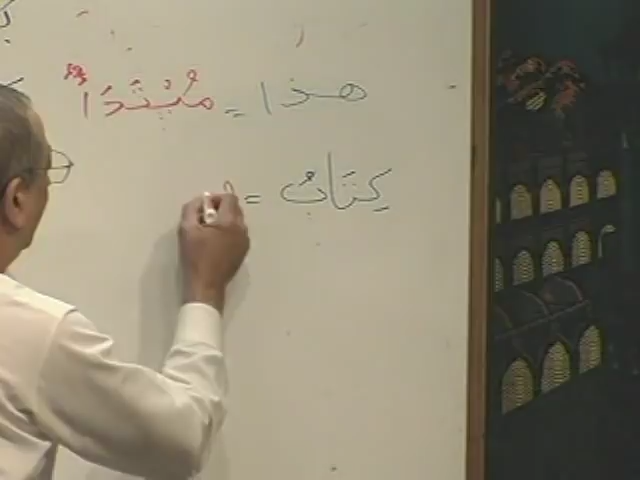 هذا = مُبْتَدَأ
كِتَابٌ =